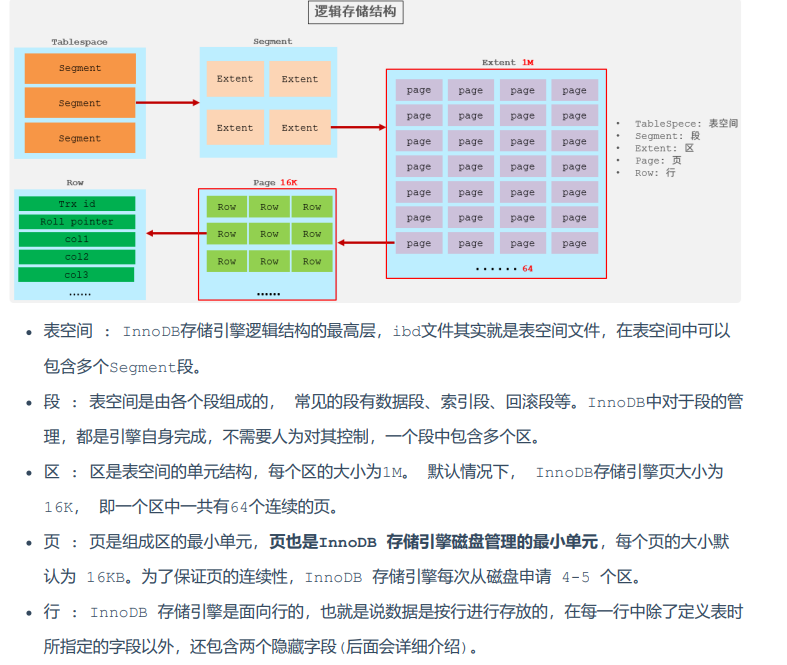 逻辑存储结构
Tablespace
Segment
Segment
Segment
Segment
Extent Extent
Extent Extent
Extent 1M
page page page page
page page page page
page page page page
page page page page
page page page page
page page page page
page page page page
...... 64
• TableSpece: 表空间
• Segment: 段
• Extent: 区
• Page: 页
• Row: 行
Row
Trx id
Roll pointer
col1
col2
col3
......
Page 16K
Row Row Row
Row Row Row
Row Row Row
......
• 表空间 : InnoDB存储引擎逻辑结构的最高层，ibd文件其实就是表空间文件，在表空间中可以
包含多个Segment段。
• 段 : 表空间是由各个段组成的， 常见的段有数据段、索引段、回滚段等。InnoDB中对于段的管
理，都是引擎自身完成，不需要人为对其控制，一个段中包含多个区。
• 区 : 区是表空间的单元结构，每个区的大小为1M。 默认情况下， InnoDB存储引擎页大小为
16K， 即一个区中一共有64个连续的页。
• 页 : 页是组成区的最小单元，页也是InnoDB 存储引擎磁盘管理的最小单元，每个页的大小默
认为 16KB。为了保证页的连续性，InnoDB 存储引擎每次从磁盘申请 4-5 个区。
• 行 : InnoDB 存储引擎是面向行的，也就是说数据是按行进行存放的，在每一行中除了定义表时
所指定的字段以外，还包含两个隐藏字段(后面会详细介绍)。